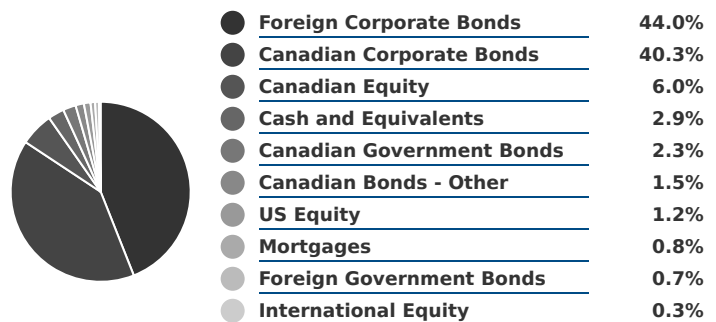 Foreign Corporate Bonds 44.0%
Canadian Corporate Bonds 40.3%
Canadian Equity 6.0%
Cash and Equivalents 2.9%
Canadian Government Bonds 2.3%
Canadian Bonds - Other 1.5%
US Equity 1.2%
Mortgages 0.8%
Foreign Government Bonds 0.7%
International Equity 0.3%